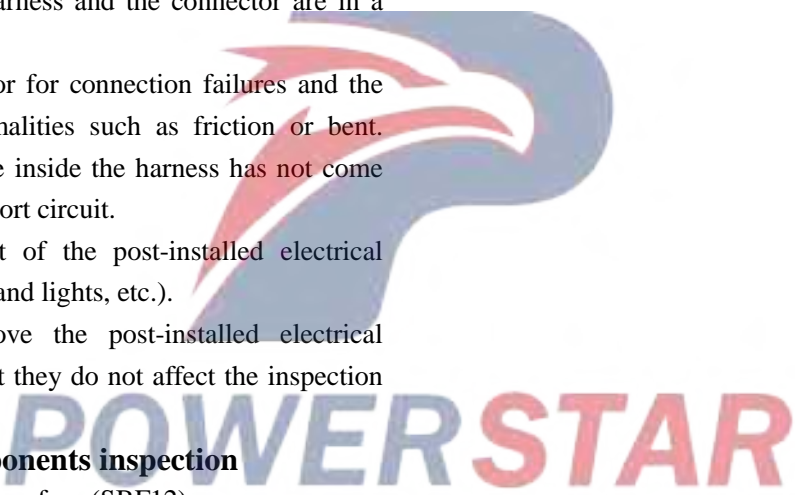 arness and the connector are in a
or for connection failures and the
nalities such as friction or bent.
e inside the harness has not come
ort circuit.
t of the post-installed electrical
and lights, etc.).
ove the post-installed electrical
t they do not affect the inspection
POWERSTAR
ponents inspection
(SBF12)